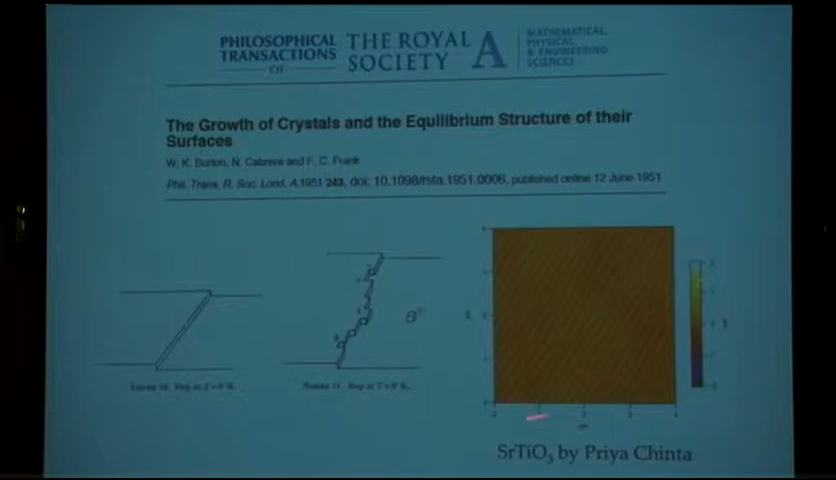 PHILOSOPHICAL
TRANSACTIONS
OF
THE ROYAL
SOCIETY
A
MATHEMATICAL,
PHYSICAL
& ENGINEERING
SCIENCES
The Growth of Crystals and the Equilibrium Structure of their
Surfaces
W. K. Burton, N. Cabrera and F. C. Frank
Phil. Trans. R. Soc. Lond. A 1951 243, doi: 10.1098/rsta.1951.0006, published online 12 June 1951
SrTiO3 by Priya Chinta